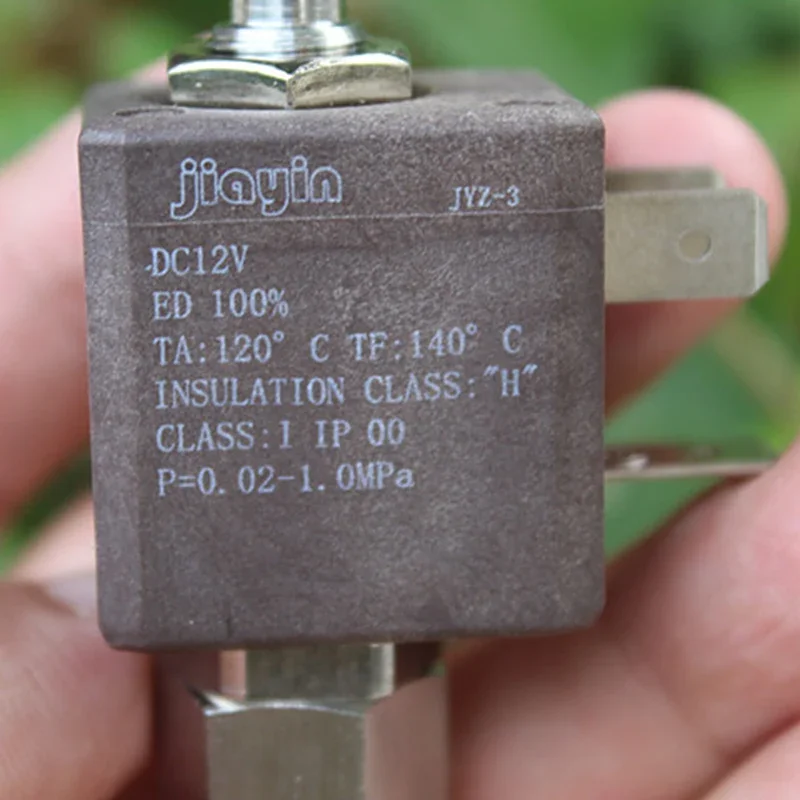 jiayin JYZ-3
DC12V
ED 100%
TA:120° C TF:140° C
INSULATION CLASS:"H"
CLASS:I IP 00
P=0.02-1.0MPa